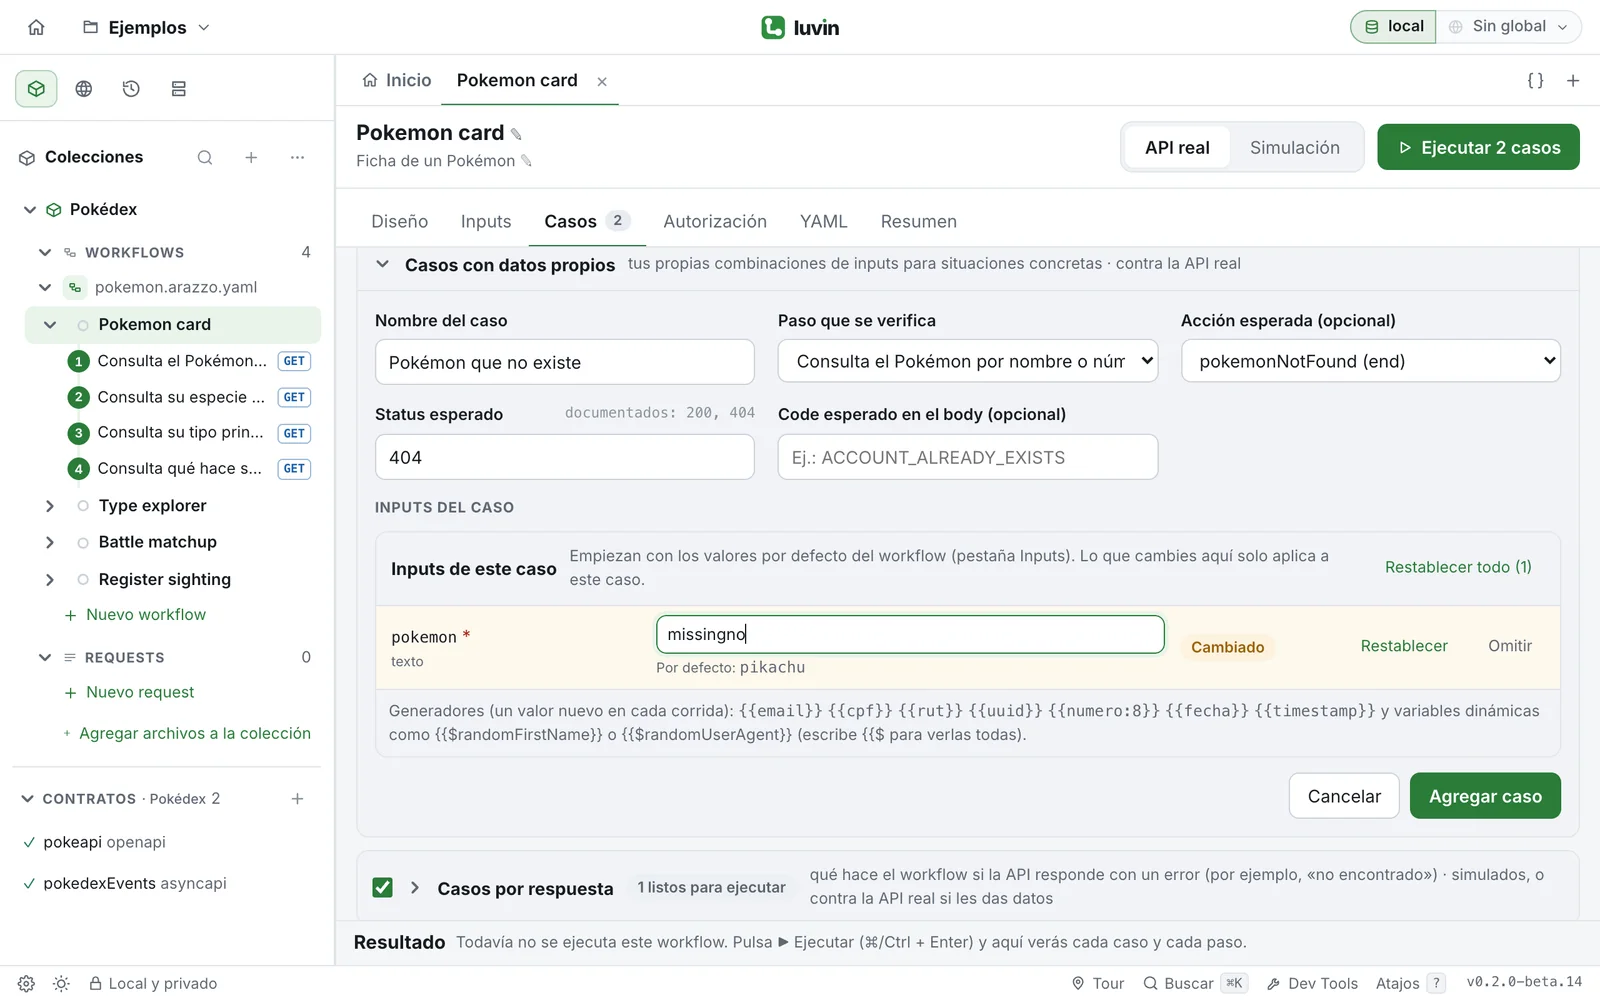 Ejemplos
luvin
local
Sin global
Inicio
Pokemon card
{}
Colecciones
Pokemon card
Ficha de un Pokémon
API real
Simulación
Ejecutar 2 casos
Pokédex
WORKFLOWS 4
pokemon.arazzo.yaml
Pokemon card
1 Consulta el Pokémon... GET
2 Consulta su especie ... GET
3 Consulta su tipo prin... GET
4 Consulta qué hace s... GET
Type explorer
Battle matchup
Register sighting
+ Nuevo workflow
REQUESTS 0
+ Nuevo request
+ Agregar archivos a la colección
CONTRATOS · Pokédex 2
pokeapi openapi
pokedexEvents asyncapi
Diseño
Inputs
Casos 2
Autorización
YAML
Resumen
Casos con datos propios tus propias combinaciones de inputs para situaciones concretas · contra la API real
Nombre del caso
Paso que se verifica
Acción esperada (opcional)
Pokémon que no existe
Consulta el Pokémon por nombre o núm
pokemonNotFound (end)
Status esperado
documentados: 200, 404
Code esperado en el body (opcional)
404
Ej.: ACCOUNT_ALREADY_EXISTS
INPUTS DEL CASO
Inputs de este caso
Empiezan con los valores por defecto del workflow (pestaña Inputs). Lo que cambies aquí solo aplica a
este caso.
Restablecer todo (1)
pokemon *
texto
missingno
Por defecto: pikachu
Cambiado
Restablecer
Omitir
Generadores (un valor nuevo en cada corrida): {{email}} {{cpf}} {{rut}} {{uuid}} {{numero:8}} {{fecha}} {{timestamp}} y variables dinámicas
como {{$randomFirstName}} o {{$randomUserAgent}} (escribe {{$ para verlas todas).
Cancelar
Agregar caso
Casos por respuesta
1 listos para ejecutar
qué hace el workflow si la API responde con un error (por ejemplo, «no encontrado») · simulados, o
contra la API real si les das datos
Resultado Todavía no se ejecuta este workflow. Pulsa ▶ Ejecutar (⌘/Ctrl + Enter) y aquí verás cada caso y cada paso.
Local y privado
Tour
Buscar ⌘K
Dev Tools
Atajos ?
v0.2.0-beta.14